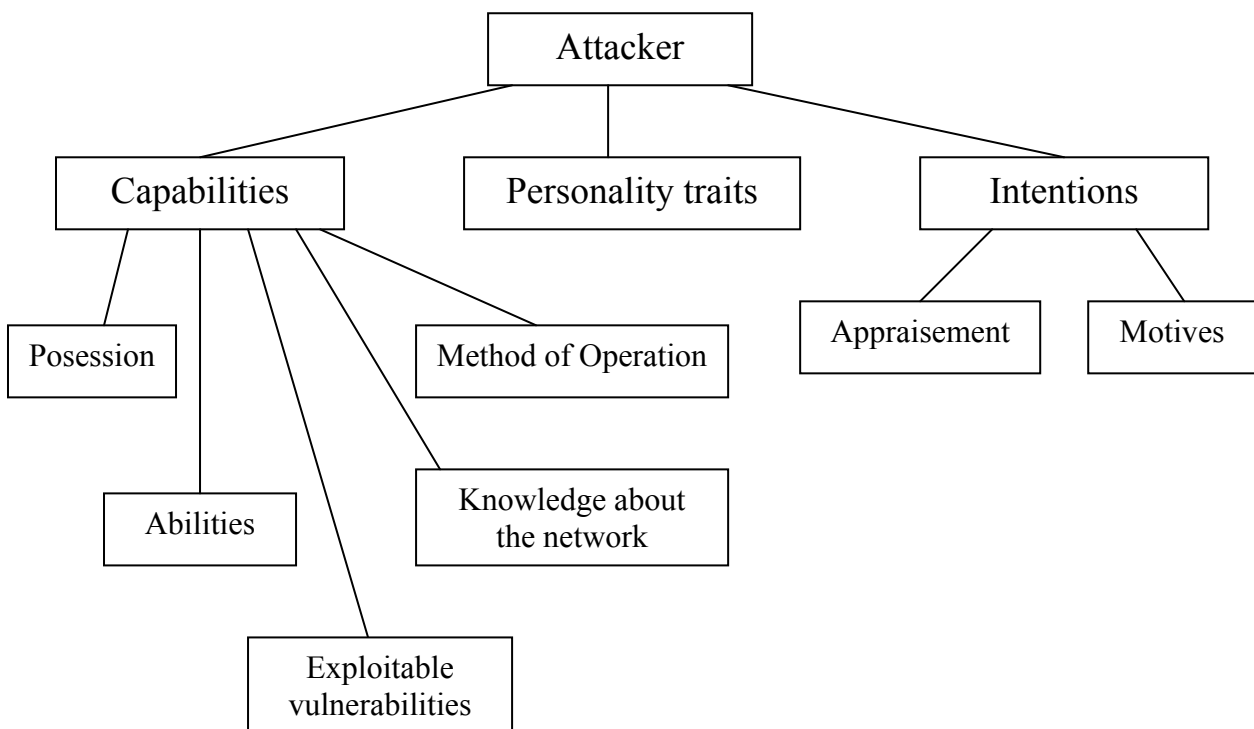 Attacker
Capabilities
Personality traits
Intentions
Posession
Method of Operation
Appraisement
Motives
Abilities
Knowledge about
the network
Exploitable
vulnerabilities